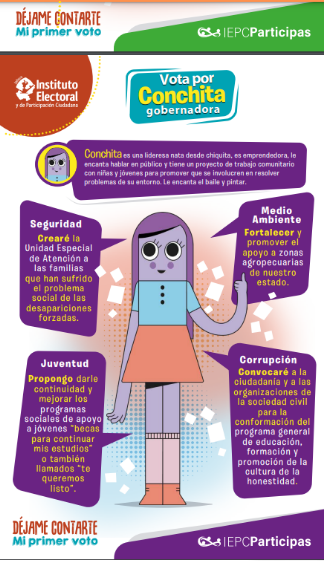 DÉJAME CONTARTE
Mi primer voto
IEPCParticipas
Instituto
Electoral
y de Participación Ciudadana
Vota por
Conchita
gobernadora
Conchita es una lideresa nata desde chiquita, es emprendedora, le
encanta hablar en público y tiene un proyecto de trabajo comunitario
con niñas y jóvenes para promover que se involucren en resolver
problemas de su entorno. Le encanta el baile y pintar.
Seguridad
Crearé la
Unidad Especial
de Atención a
las familias
que han sufrido
el problema
social de las
desapariciones
forzadas.
Medio
Ambiente
Fortalecer y
promover el
apoyo a zonas
agropecuarias
de nuestro
estado.
Juventud
Propongo darle
continuidad y
mejorar los
programas
sociales de apoyo
a jóvenes "becas
para continuar
mis estudios"
o también
llamados "te
queremos
listo".
Corrupción
Convocaré a la
ciudadanía y a las
organizaciones de
la sociedad civil
para la
conformación del
programa general
de educación,
formación y
promoción de la
cultura de la
honestidad.
DÉJAME CONTARTE
Mi primer voto
IEPCParticipas